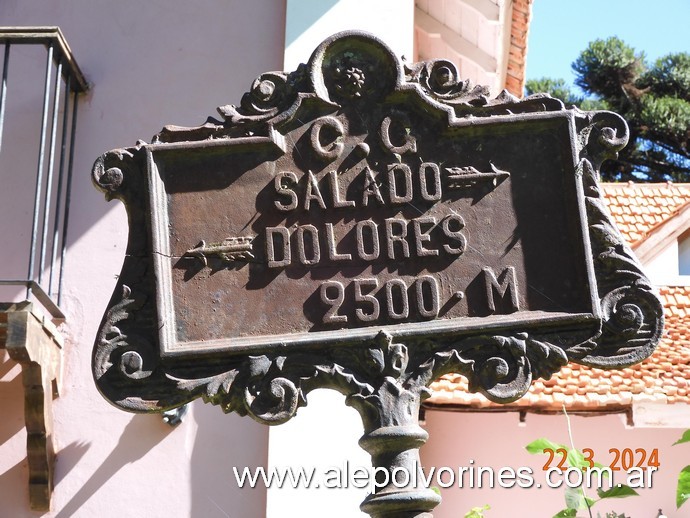 C.G
SALADO
DOLORES
2500. M
22.3.2024
www.alepolvorines.com.ar